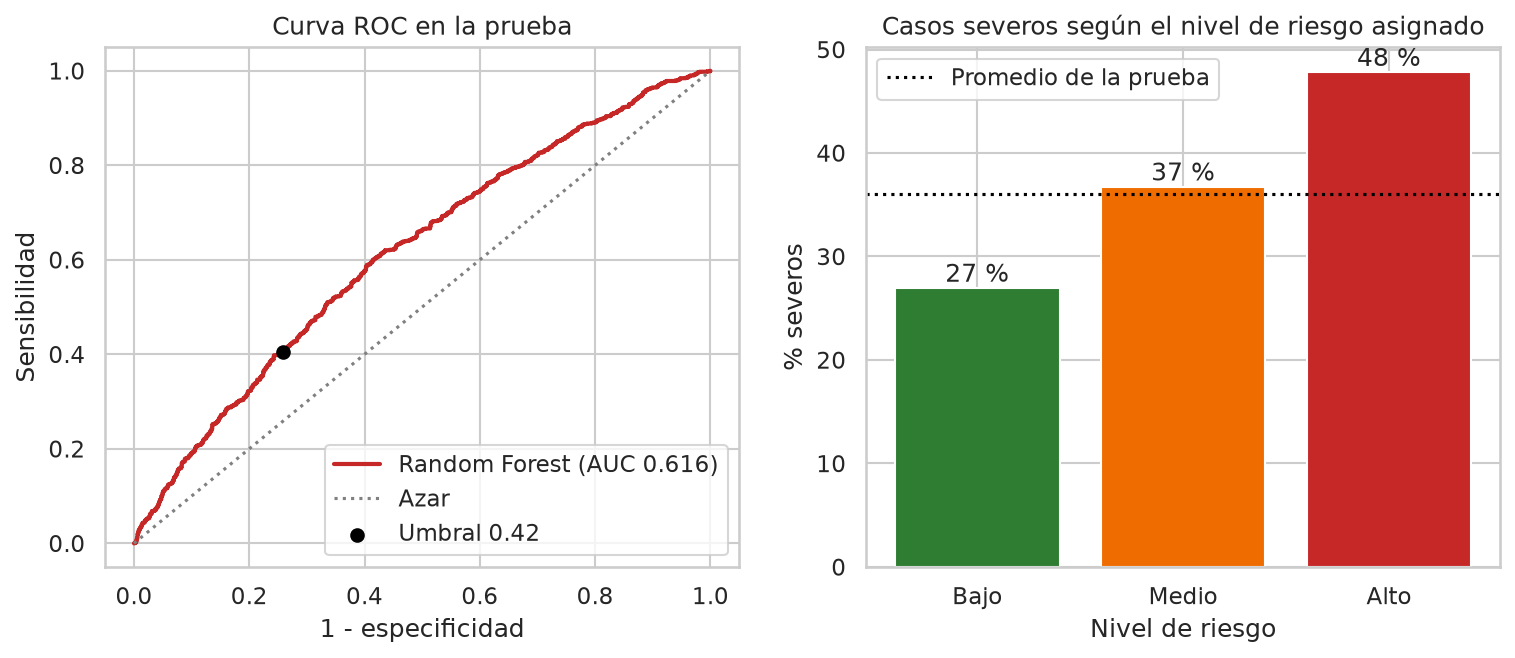 Curva ROC en la prueba
Sensibilidad
1.0
0.8
0.6
0.4
0.2
0.0
Random Forest (AUC 0.616)
Azar
Umbral 0.42
0.0 0.2 0.4 0.6 0.8 1.0
1 - especificidad
Casos severos según el nivel de riesgo asignado
% severos
50
40
30
20
10
0
Promedio de la prueba
27 %
37 %
48 %
Bajo Medio Alto
Nivel de riesgo